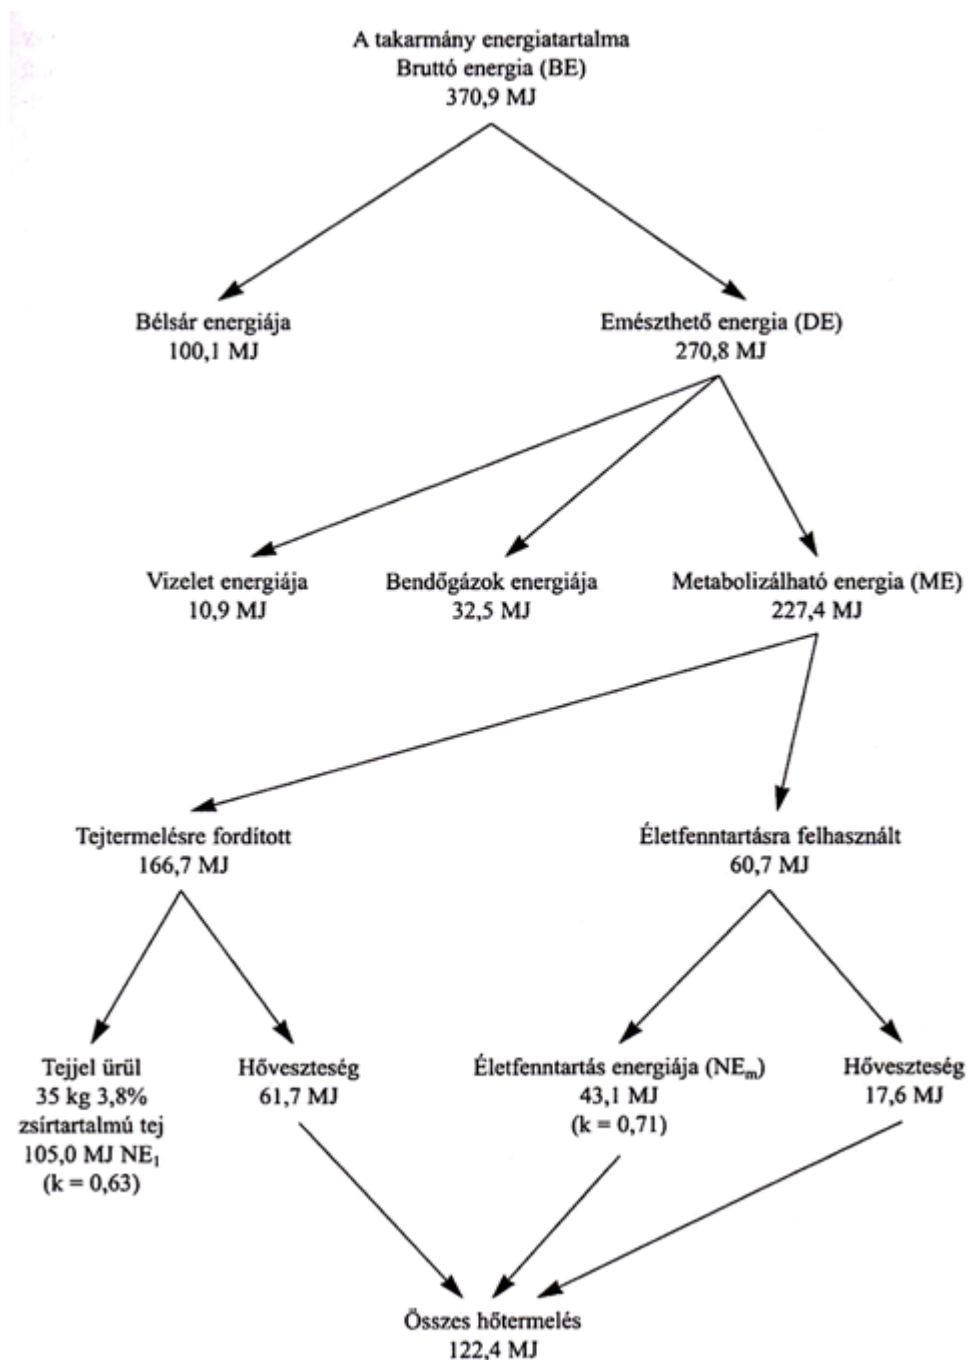 A takarmány energiatartalma
Bruttó energia (BE)
370,9 MJ
Bélsár energiája
100,1 MJ
Emészthető energia (DE)
270,8 MJ
Vizelet energiája
10,9 MJ
Bendőgázok energiája
32,5 MJ
Metabolizálható energia (ME)
227,4 MJ
Tejtermelésre fordított
166,7 MJ
Életfenntartásra felhasznált
60,7 MJ
Tejjel ürül
35 kg 3,8%
zsírtartalmú tej
105,0 MJ NEl
(k = 0,63)
Hőveszteség
61,7 MJ
Életfenntartás energiája (NEm)
43,1 MJ
(k = 0,71)
Hőveszteség
17,6 MJ
Összes hőtermelés
122,4 MJ